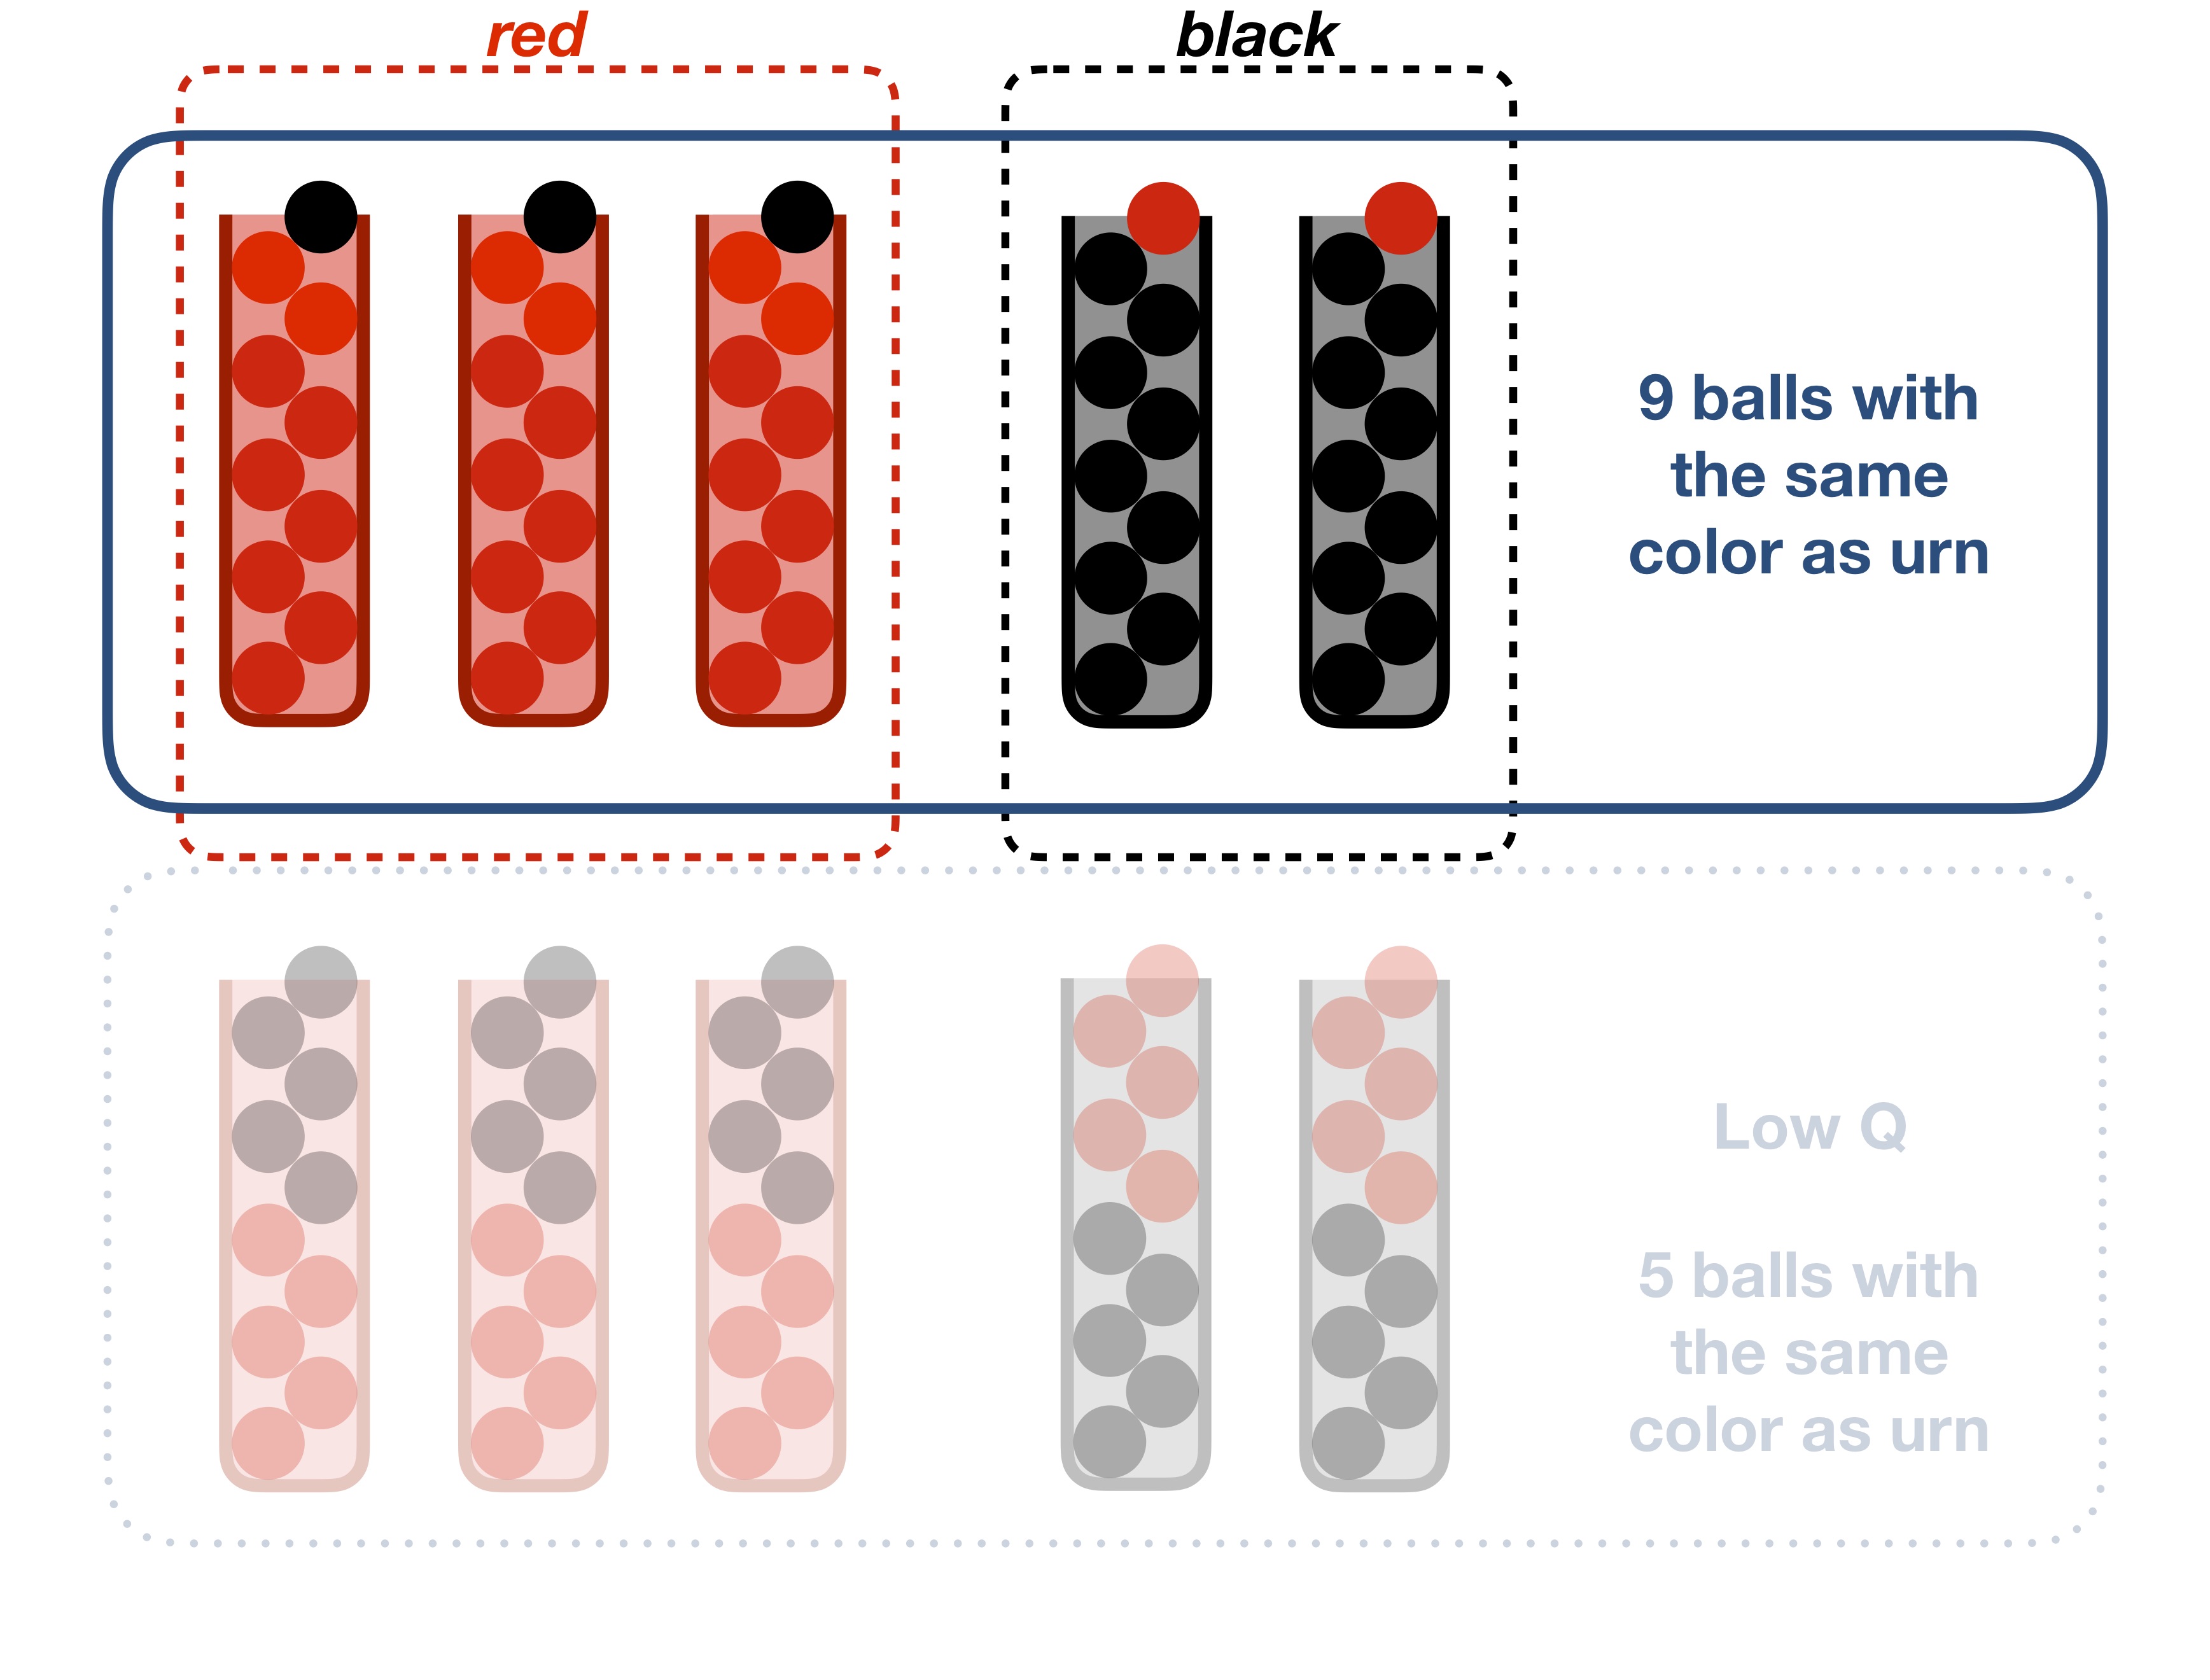 red
black
9 balls with
the same
color as urn
Low Q
5 balls with
the same
color as urn